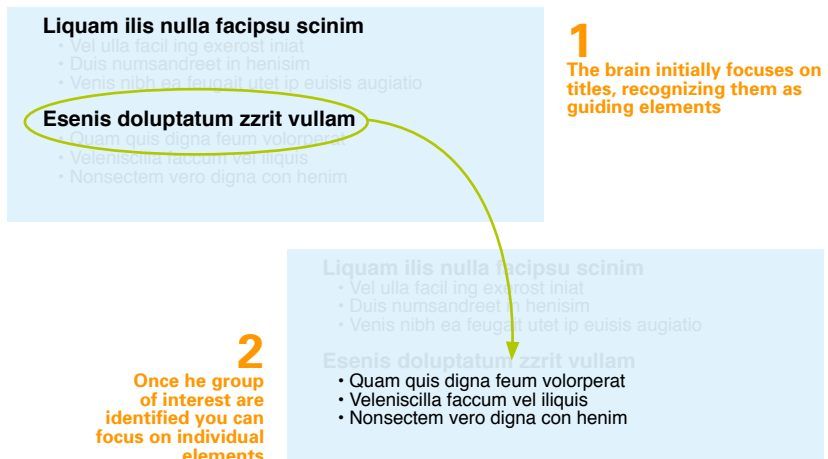 Liquam ilis nulla facipsu scinim
• Vel ulla facil ing exerost iniat
• Duis numsandreet in henisim
• Venis nibh ea feugait utet ip euisis augiatio
Esenis doluptatum zzrit vullam
• Quam quis digna feum volorperat
• Veleniscilla faccum vel iliquis
• Nonsectem vero digna con henim
1
The brain initially focuses on
titles, recognizing them as
guiding elements
Liquam ilis nulla facipsu scinim
• Vel ulla facil ing exerost iniat
• Duis numsandreet in henisim
• Venis nibh ea feugait utet ip euisis augiatio
Esenis doluptatum zzrit vullam
• Quam quis digna feum volorperat
• Veleniscilla faccum vel iliquis
• Nonsectem vero digna con henim
2
Once he group
of interest are
identified you can
focus on individual
elements